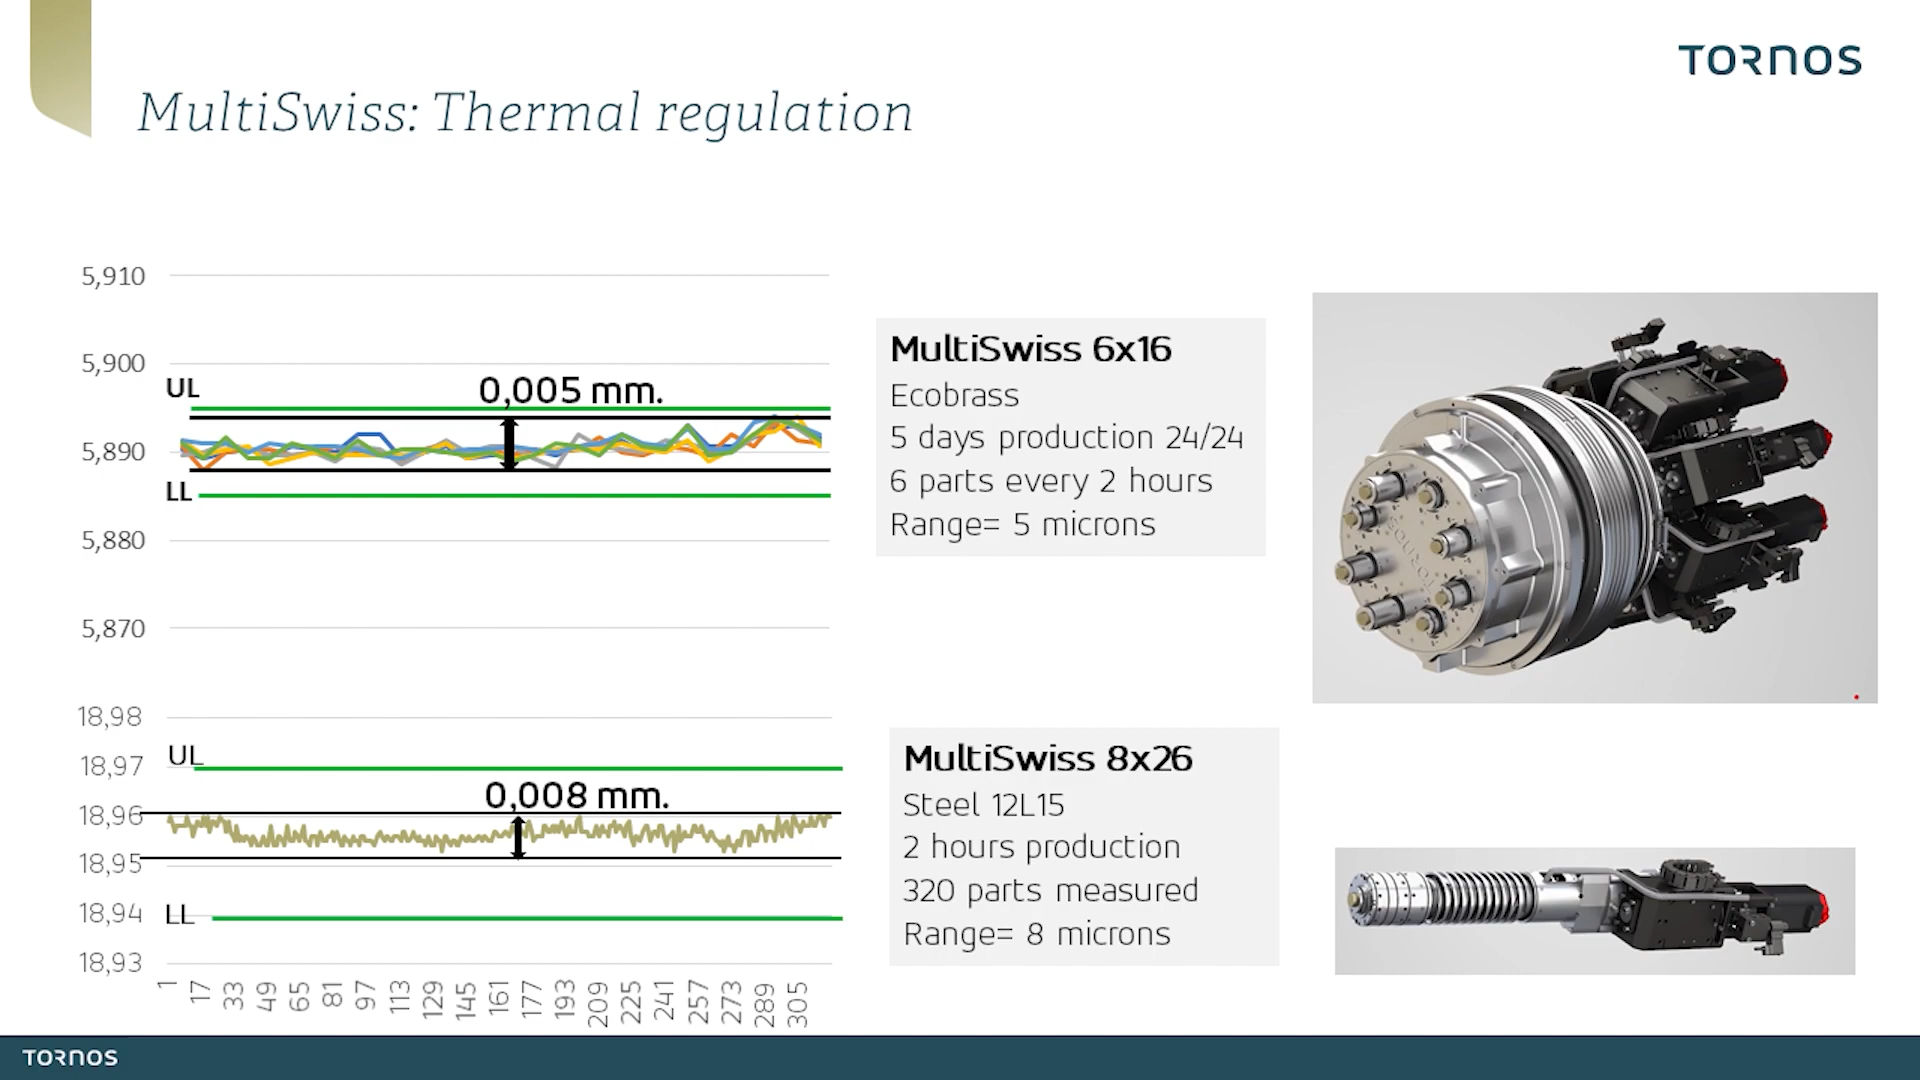 TORNOS
MultiSwiss: Thermal regulation
5,910
5,900
UL
0,005 mm.
5,890
LL
5,880
5,870
MultiSwiss 6x16
Ecobrass
5 days production 24/24
6 parts every 2 hours
Range= 5 microns
TORNOS
18,98
UL
18,97
0,008 mm.
18,96
18,95
18,94
LL
18,93
1 17 33 49 65 81 97 113 129 145 161 177 193 209 225 241 257 273 289 305
MultiSwiss 8x26
Steel 12L15
2 hours production
320 parts measured
Range= 8 microns
TORNOS